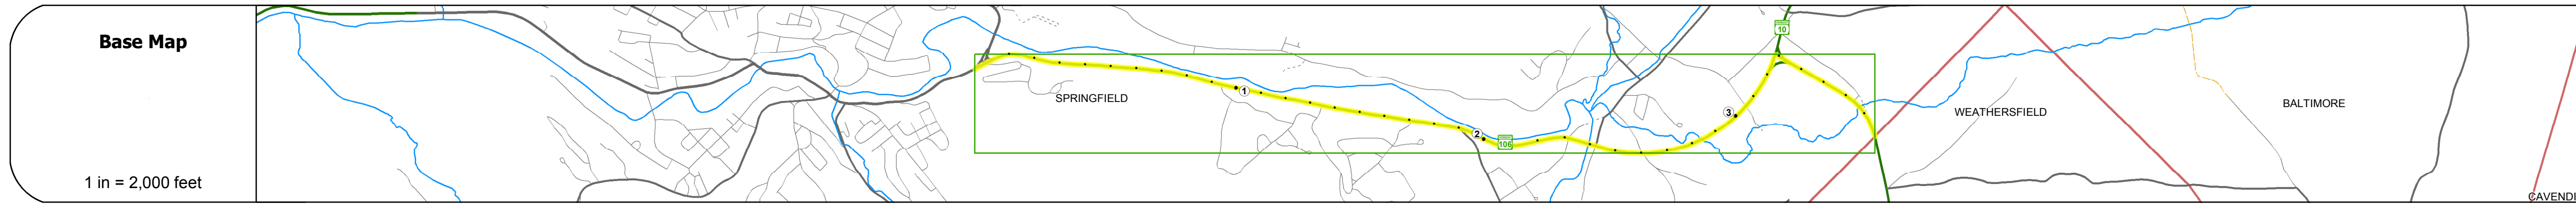 Base Map
1 in = 2,000 feet
SPRINGFIELD
1
2
106
3
10
WEATHERSFIELD
BALTIMORE
CAVENDI